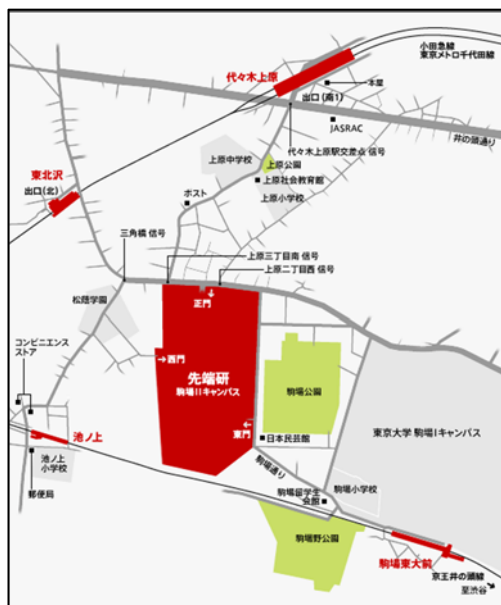 小田急線
東京メトロ千代田線
代々木上原
本屋
出口(南1)
JASRAC
井の頭通り
代々木上原駅交差点 信号
上原中学校
上原公園
東北沢
出口(北)
上原社会教育館
ポスト
上原小学校
三角橋 信号
上原三丁目南 信号
上原二丁目西 信号
松蔭学園
正門
コンビニエンス
ストア
西門
先端研
駒場IIキャンパス
駒場公園
東京大学 駒場Iキャンパス
東門
日本民芸館
池ノ上
池ノ上
小学校
駒場通り
駒場小学校
郵便局
駒場留学生
会館
駒場野公園
駒場東大前
京王井の頭線
至渋谷